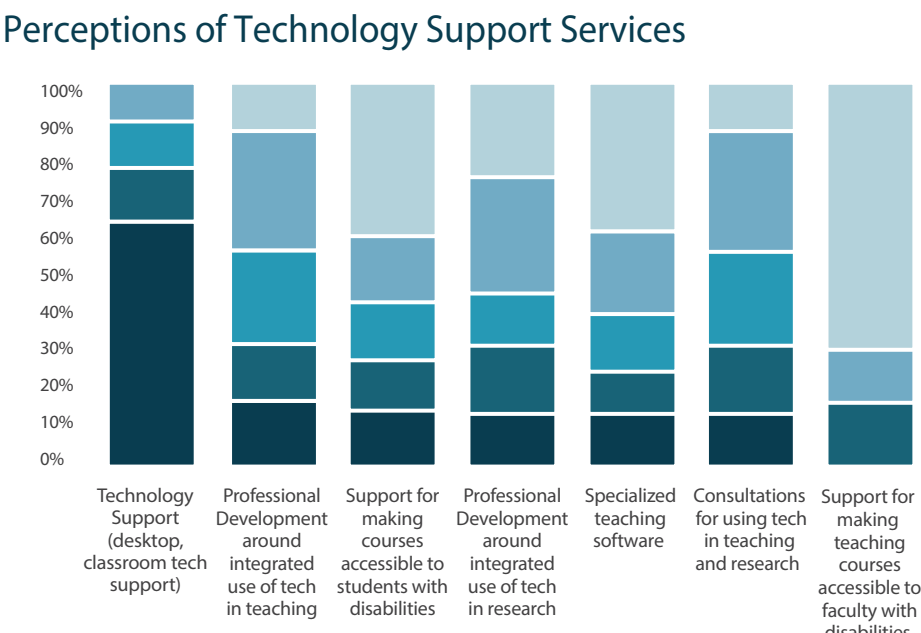 Perceptions of Technology Support Services
100%
90%
80%
70%
60%
50%
40%
30%
20%
10%
0%
Technology
Support
(desktop,
classroom tech
support)
Professional
Development
around
integrated
use of tech
in teaching
Support for
making
courses
accessible to
students with
disabilities
Professional
Development
around
integrated
use of tech
in research
Specialized
teaching
software
Consultations
for using tech
in teaching
and research
Support for
making
teaching
courses
accessible to
faculty with
disabilities